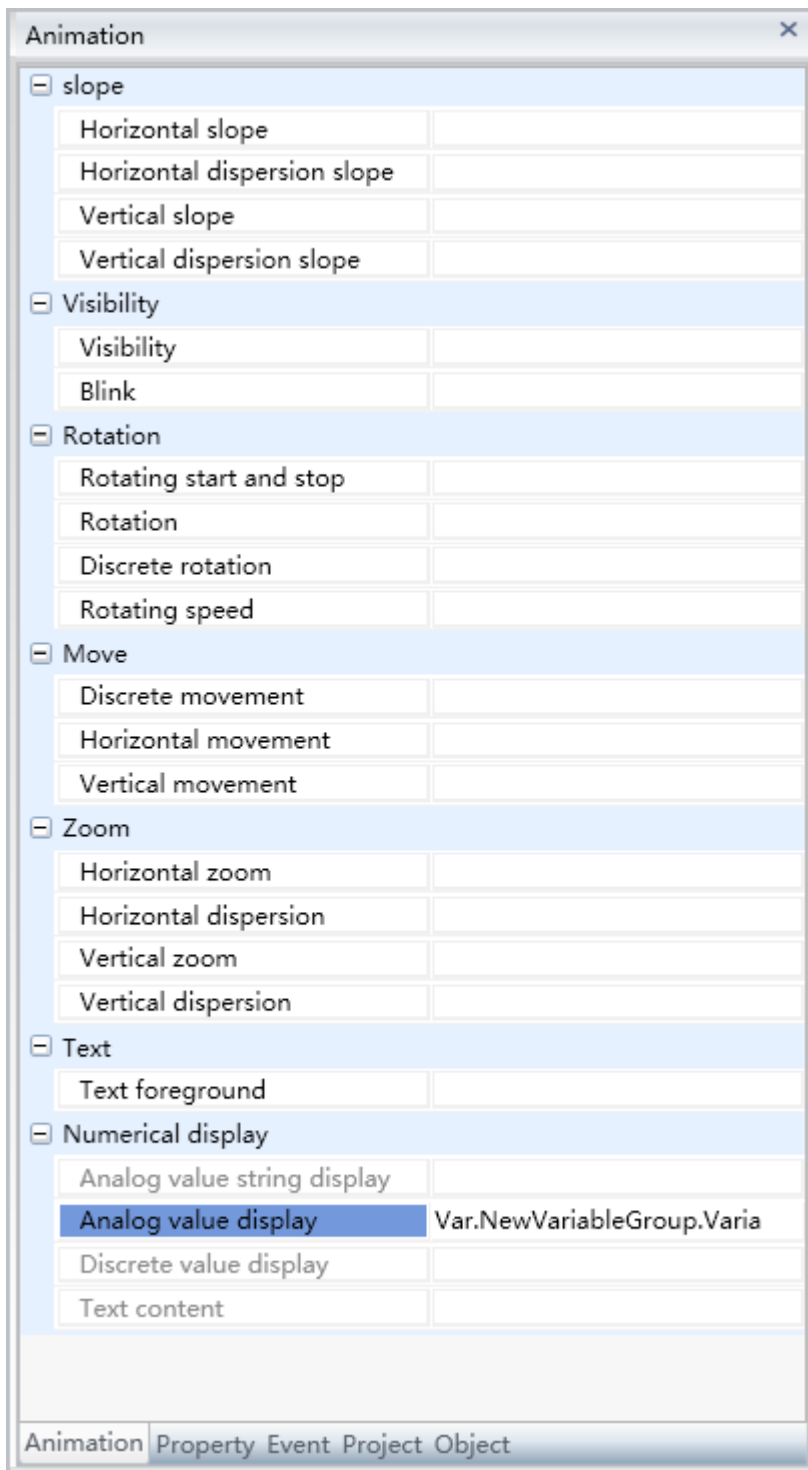 Animation
slope
Horizontal slope
Horizontal dispersion slope
Vertical slope
Vertical dispersion slope
Visibility
Visibility
Blink
Rotation
Rotating start and stop
Rotation
Discrete rotation
Rotating speed
Move
Discrete movement
Horizontal movement
Vertical movement
Zoom
Horizontal zoom
Horizontal dispersion
Vertical zoom
Vertical dispersion
Text
Text foreground
Numerical display
Analog value string display
Analog value display Var.NewVariableGroup.Varia
Discrete value display
Text content
Animation Property Event Project Object